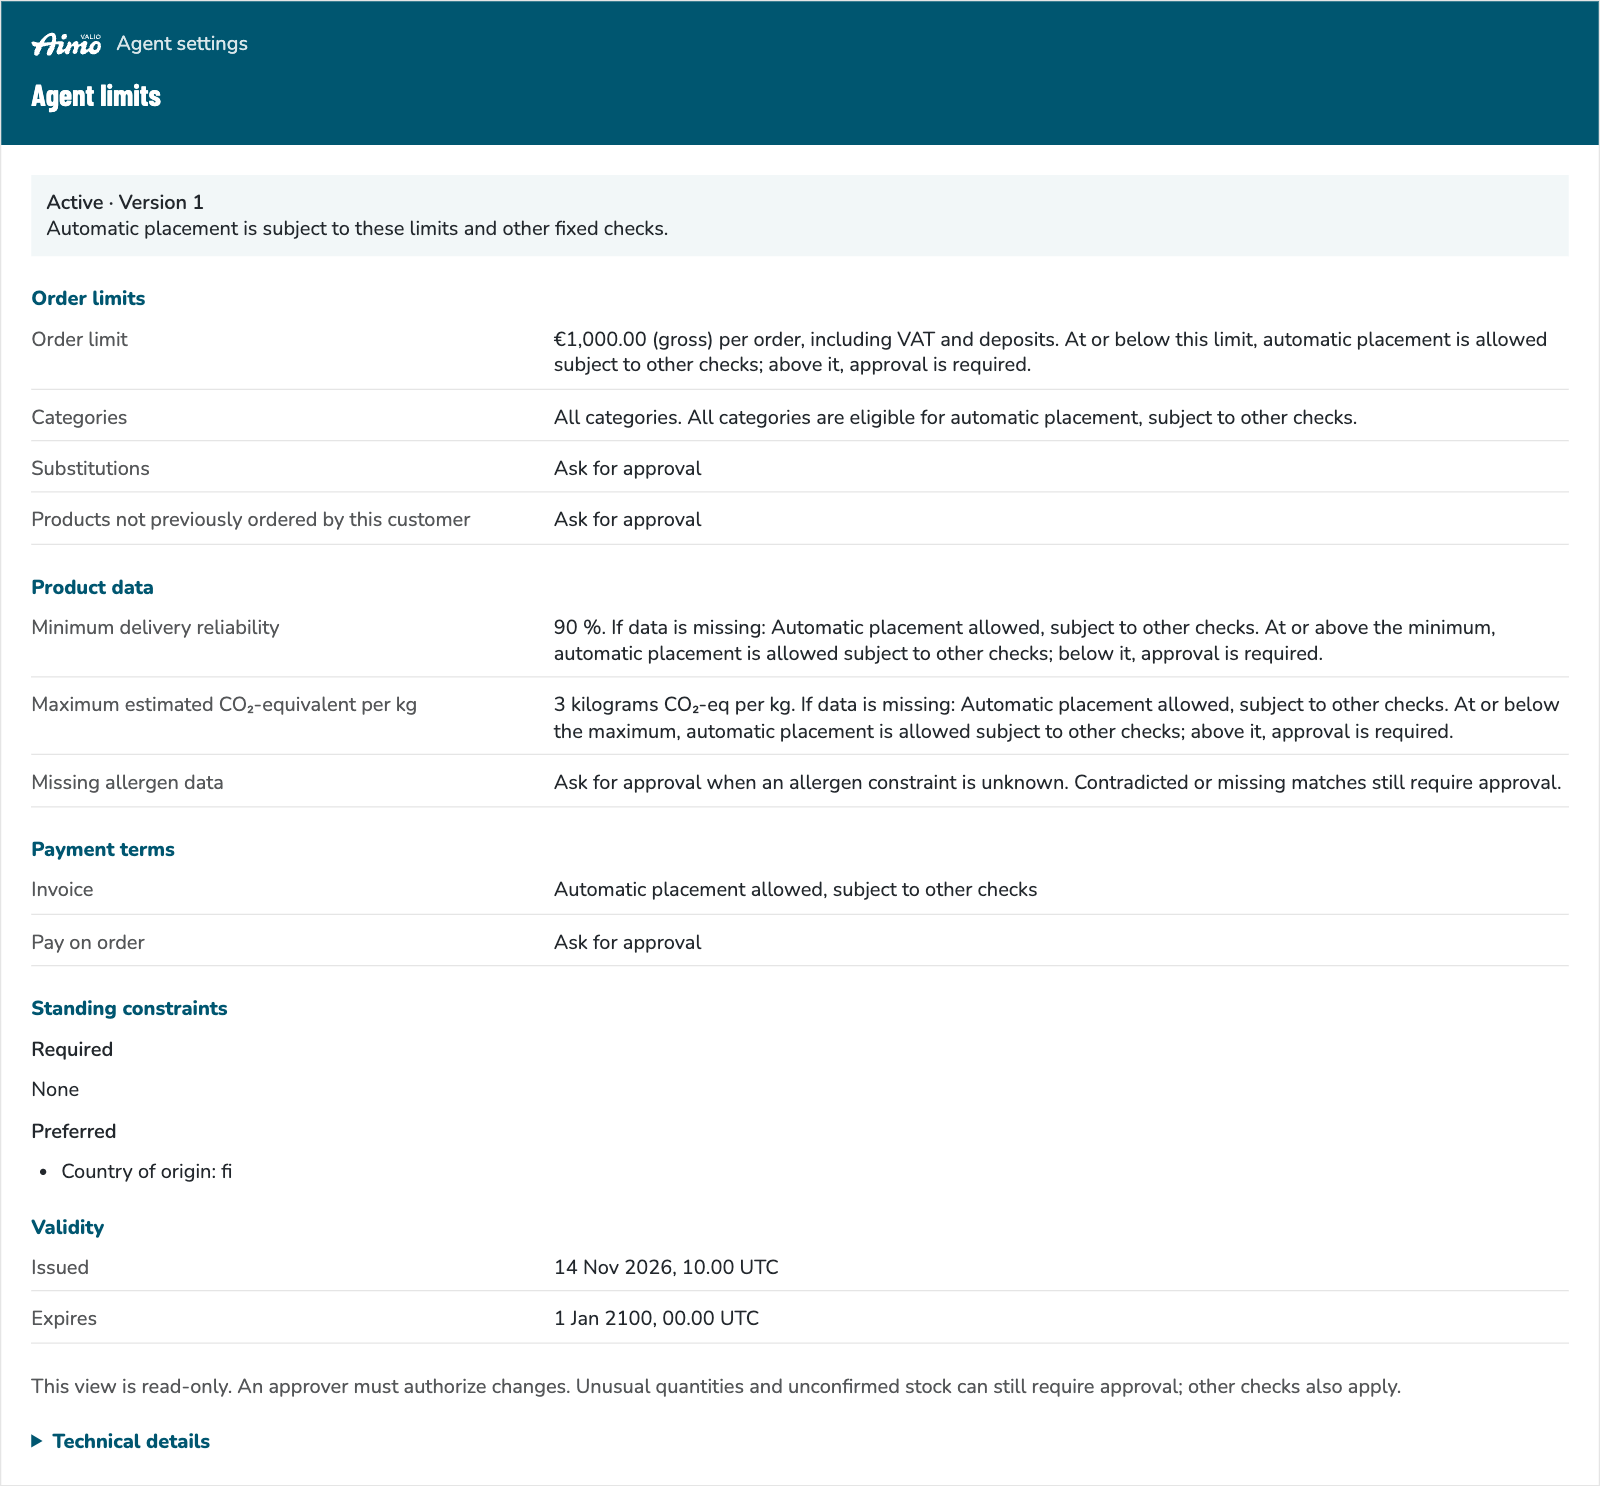 Aimo VALIO Agent settings
Agent limits
Active · Version 1
Automatic placement is subject to these limits and other fixed checks.
Order limits
Order limit
€1,000.00 (gross) per order, including VAT and deposits. At or below this limit, automatic placement is allowed
subject to other checks; above it, approval is required.
Categories
All categories. All categories are eligible for automatic placement, subject to other checks.
Substitutions
Ask for approval
Products not previously ordered by this customer
Ask for approval
Product data
Minimum delivery reliability
90 %. If data is missing: Automatic placement allowed, subject to other checks. At or above the minimum,
automatic placement is allowed subject to other checks; below it, approval is required.
Maximum estimated CO₂-equivalent per kg
3 kilograms CO₂-eq per kg. If data is missing: Automatic placement allowed, subject to other checks. At or below
the maximum, automatic placement is allowed subject to other checks; above it, approval is required.
Missing allergen data
Ask for approval when an allergen constraint is unknown. Contradicted or missing matches still require approval.
Payment terms
Invoice
Automatic placement allowed, subject to other checks
Pay on order
Ask for approval
Standing constraints
Required
None
Preferred
• Country of origin: fi
Validity
Issued
14 Nov 2026, 10.00 UTC
Expires
1 Jan 2100, 00.00 UTC
This view is read-only. An approver must authorize changes. Unusual quantities and unconfirmed stock can still require approval; other checks also apply.
▶ Technical details